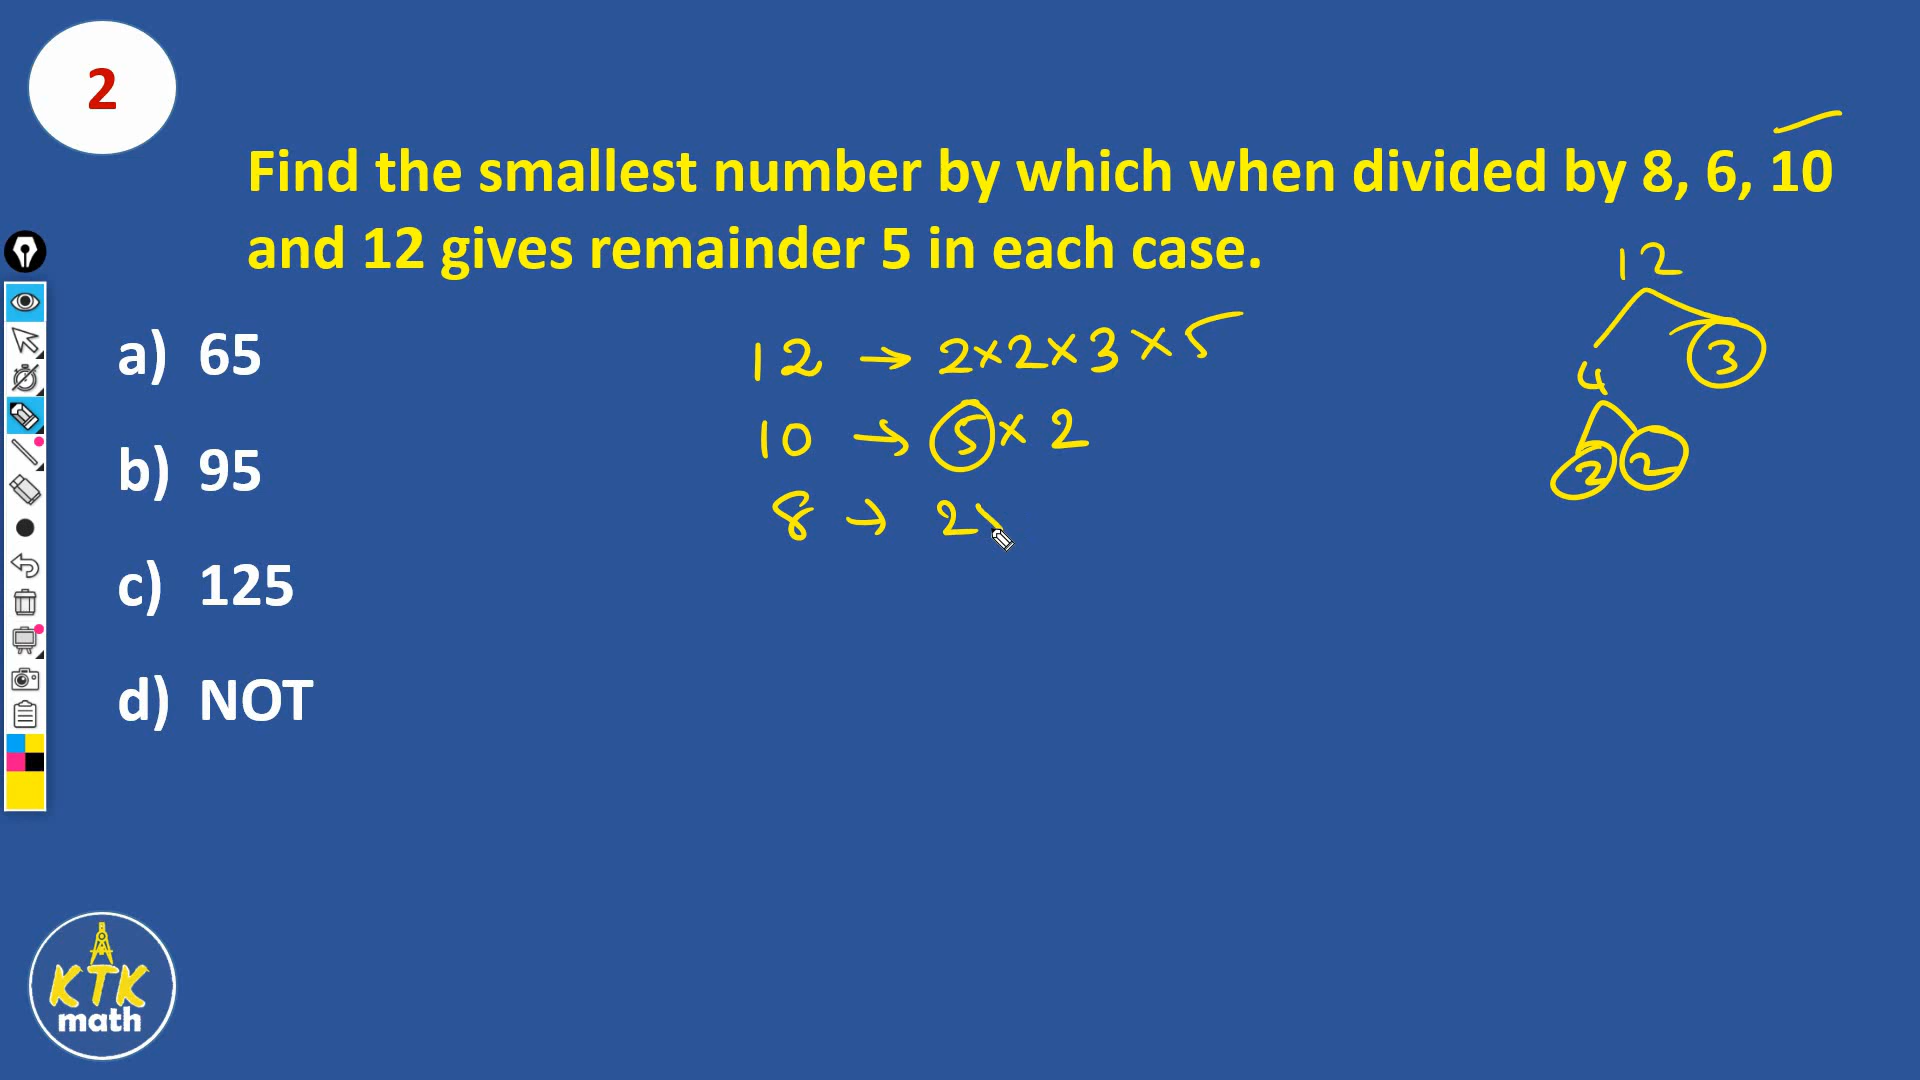 2
Find the smallest number by which when divided by 8, 6, 10
and 12 gives remainder 5 in each case.
a) 65
b) 95
c) 125
d) NOT
12 → 2×2×3×5
10 → 5×2
8 → 2
12
4 3
2 2
KTK
math